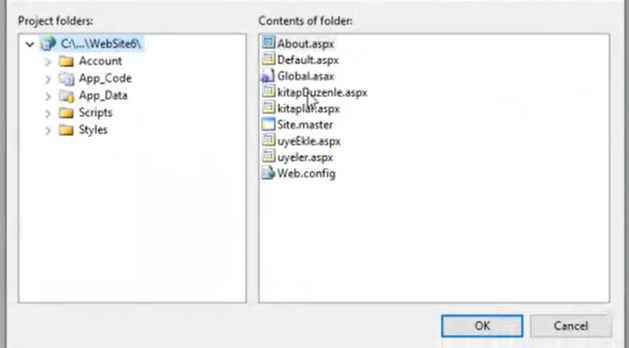 Project folders:
C:\...\WebSite6\
Account
App_Code
App_Data
Scripts
Styles
Contents of folder:
About.aspx
Default.aspx
Global.asax
kitapDuzenle.aspx
kitaplar.aspx
Site.master
uyeEkle.aspx
uyeler.aspx
Web.config
OK
Cancel